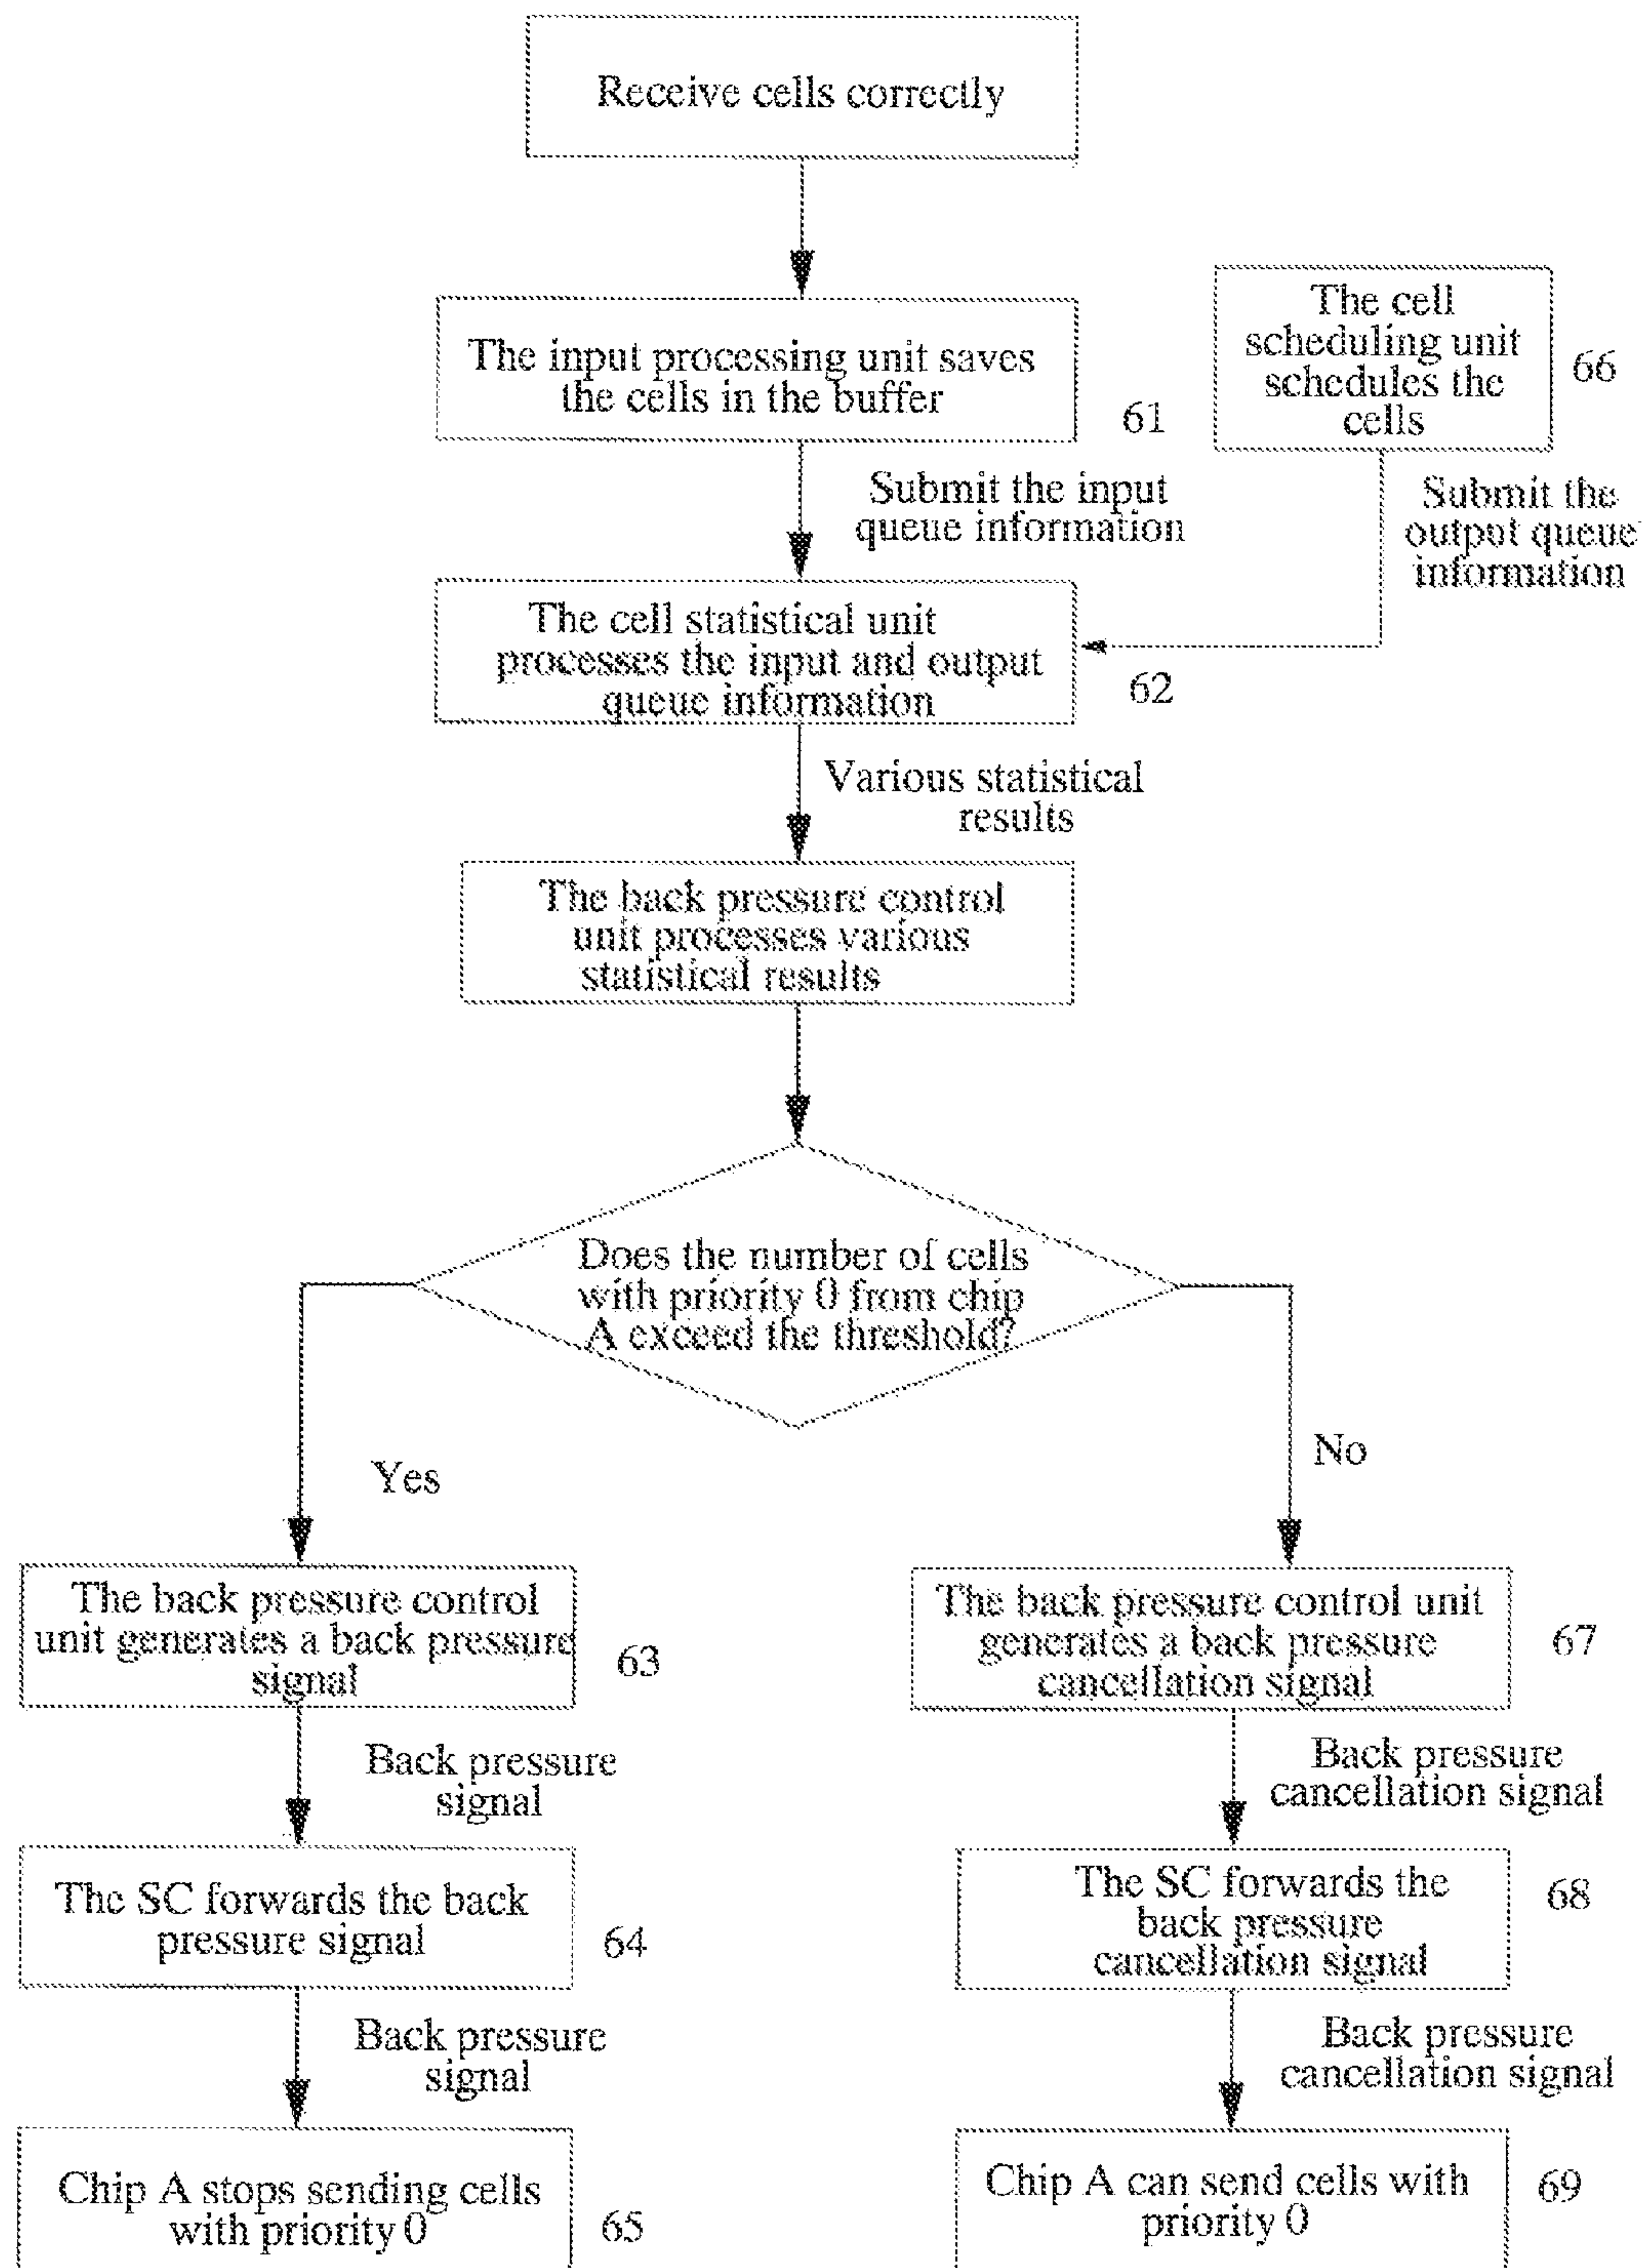 Receive cells correctly
The input processing unit saves
the cells in the buffer
61
The cell
scheduling unit
schedules the
cells
66
Submit the input
queue information
Submit the
output queue
information
The cell statistical unit
processes the input and output
queue information
62
Various statistical
results
The back pressure control
unit processes various
statistical results
Does the number of cells
with priority 0 from chip
A exceed the threshold?
Yes
No
The back pressure control
unit generates a back pressure
signal
63
The back pressure control unit
generates a back pressure
cancellation signal
67
Back pressure
signal
Back pressure
cancellation signal
The SC forwards the back
pressure signal
64
The SC forwards the
back pressure
cancellation signal
68
Back pressure
signal
Back pressure
cancellation signal
Chip A stops sending cells
with priority 0
65
Chip A can send cells with
priority 0
69